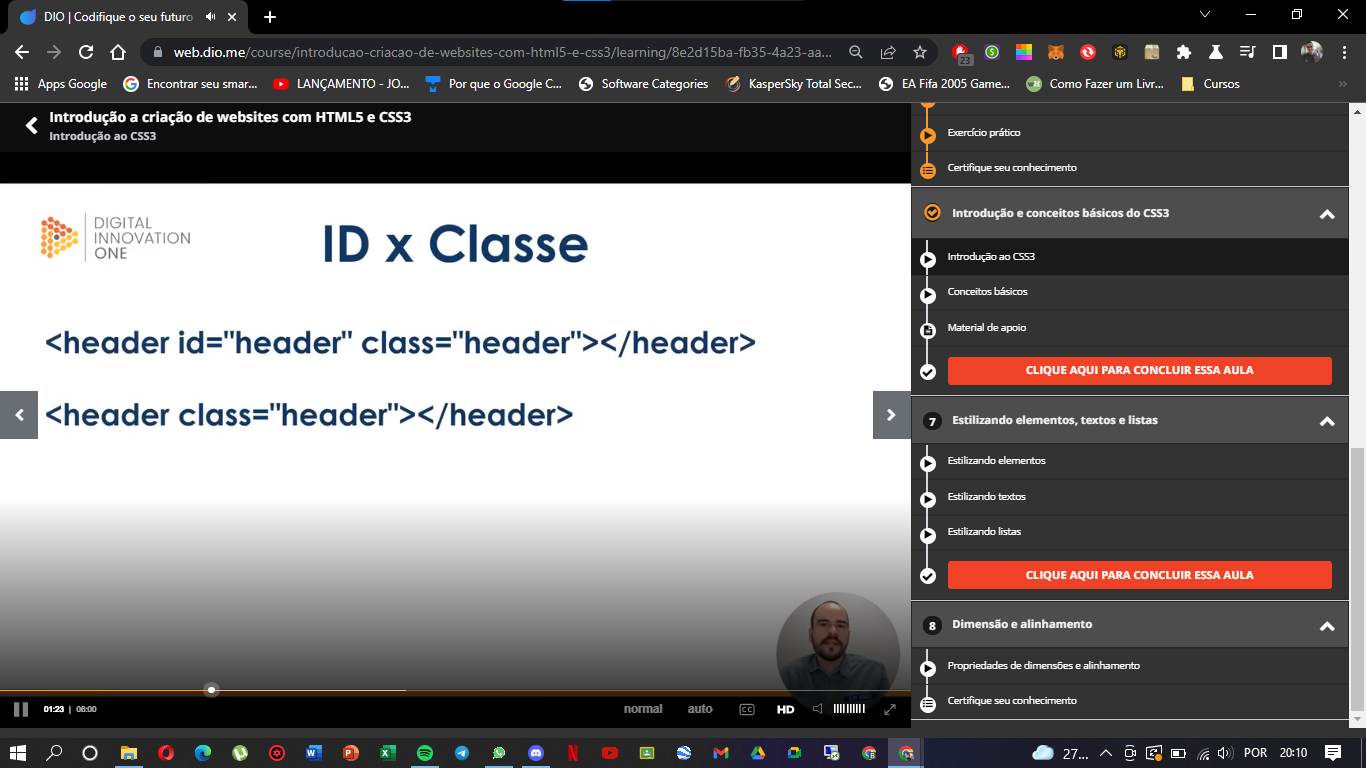 DIO | Codifique o seu futuro
web.dio.me/course/introducao-criacao-de-websites-com-html5-e-css3/learning/8e2d15ba-fb35-4a23-aa...
23
Apps Google
Encontrar seu smar...
LANÇAMENTO - JO...
Por que o Google C...
Software Categories
KasperSky Total Sec...
EA Fifa 2005 Game...
Como Fazer um Livr...
Cursos
Introdução a criação de websites com HTML5 e CSS3
Introdução ao CSS3
DIGITAL
INNOVATION
ONE
ID x Classe
<header id="header" class="header"></header>
<header class="header"></header>
01:23 | 06:00
normal
auto
CC
HD
Exercício prático
Certifique seu conhecimento
Introdução e conceitos básicos do CSS3
Introdução ao CSS3
Conceitos básicos
Material de apoio
CLIQUE AQUI PARA CONCLUIR ESSA AULA
7 Estilizando elementos, textos e listas
Estilizando elementos
Estilizando textos
Estilizando listas
CLIQUE AQUI PARA CONCLUIR ESSA AULA
8 Dimensão e alinhamento
Propriedades de dimensões e alinhamento
Certifique seu conhecimento
27...
POR
20:10